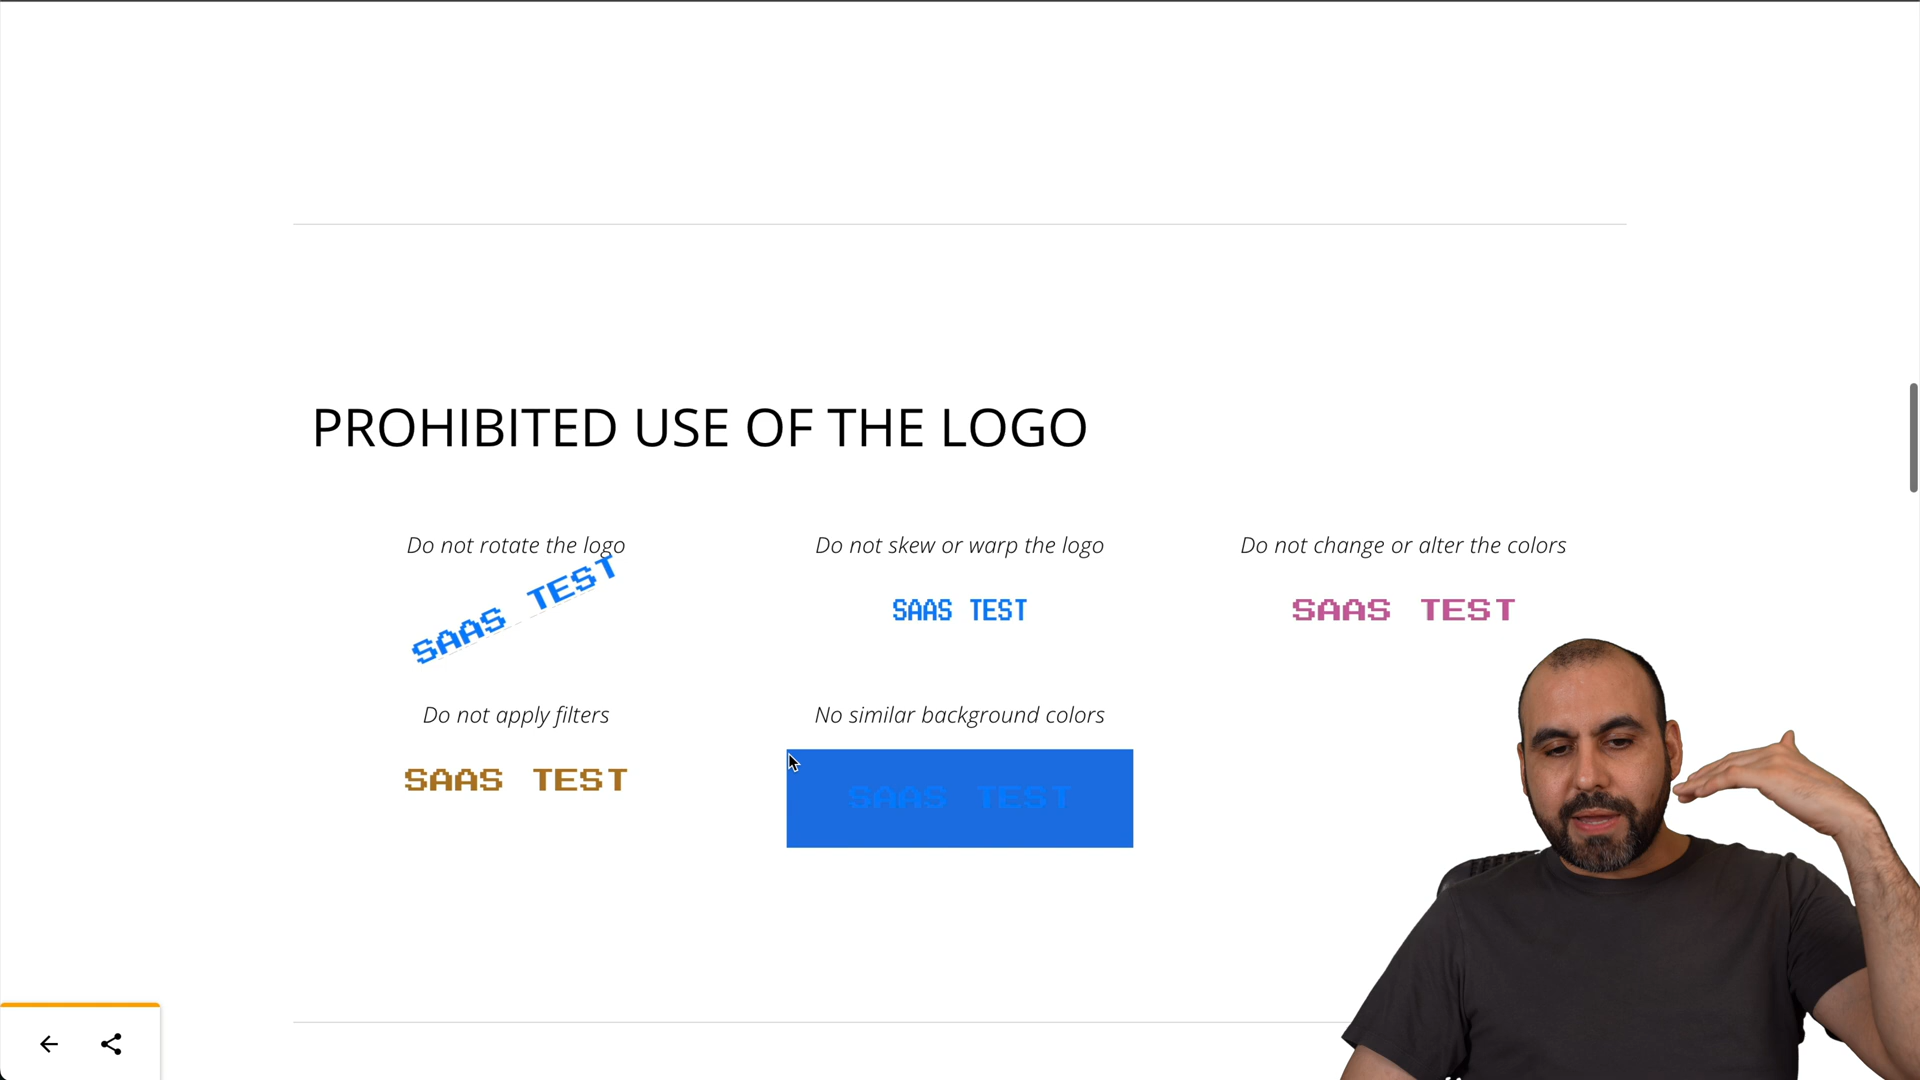 PROHIBITED USE OF THE LOGO
Do not rotate the logo
SAAS TEST
Do not skew or warp the logo
SAAS TEST
Do not change or alter the colors
SAAS TEST
Do not apply filters
SAAS TEST
No similar background colors
SAAS TEST